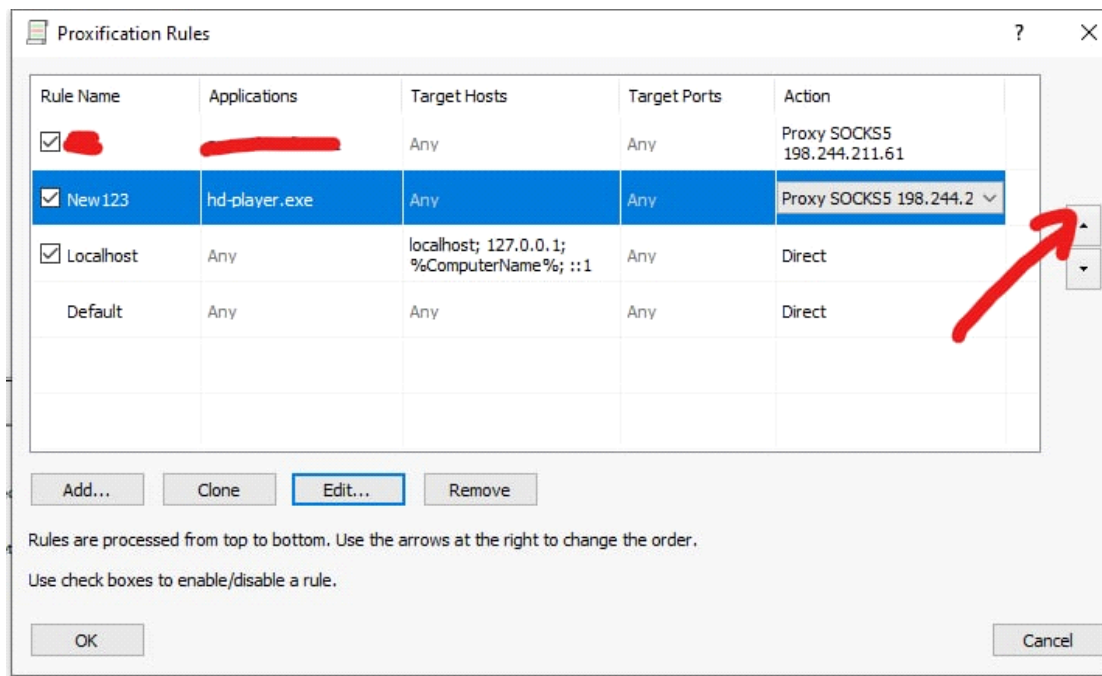 Proxification Rules
?
Rule Name Applications Target Hosts Target Ports Action
Any Any Proxy SOCKS5
198.244.211.61
New123 hd-player.exe Any Any Proxy SOCKS5 198.244.2
Localhost Any localhost; 127.0.0.1; Any Direct
%ComputerName%; ::1
Default Any Any Any Direct
Add... Clone Edit... Remove
Rules are processed from top to bottom. Use the arrows at the right to change the order.
Use check boxes to enable/disable a rule.
OK Cancel